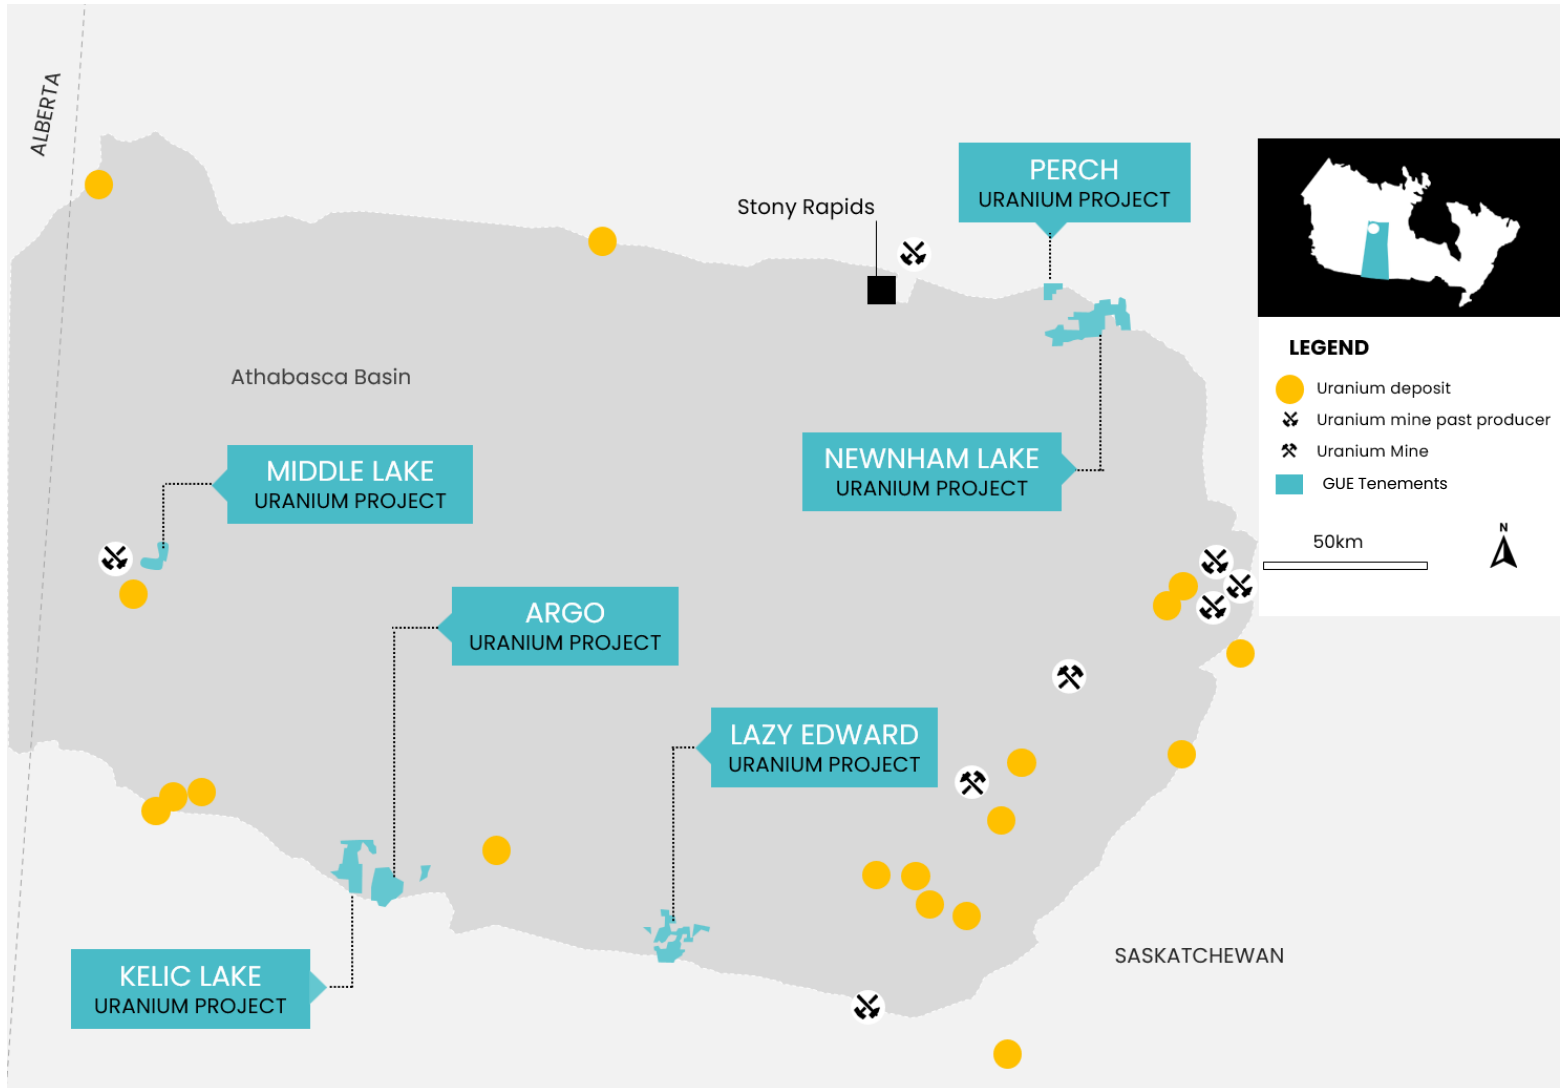 ALBERTA
PERCH
URANIUM PROJECT
Stony Rapids
LEGEND
Uranium deposit
Uranium mine past producer
Uranium Mine
GUE Tenements
50km
N
Athabasca Basin
MIDDLE LAKE
URANIUM PROJECT
NEWNHAM LAKE
URANIUM PROJECT
ARGO
URANIUM PROJECT
LAZY EDWARD
URANIUM PROJECT
KELIC LAKE
URANIUM PROJECT
SASKATCHEWAN